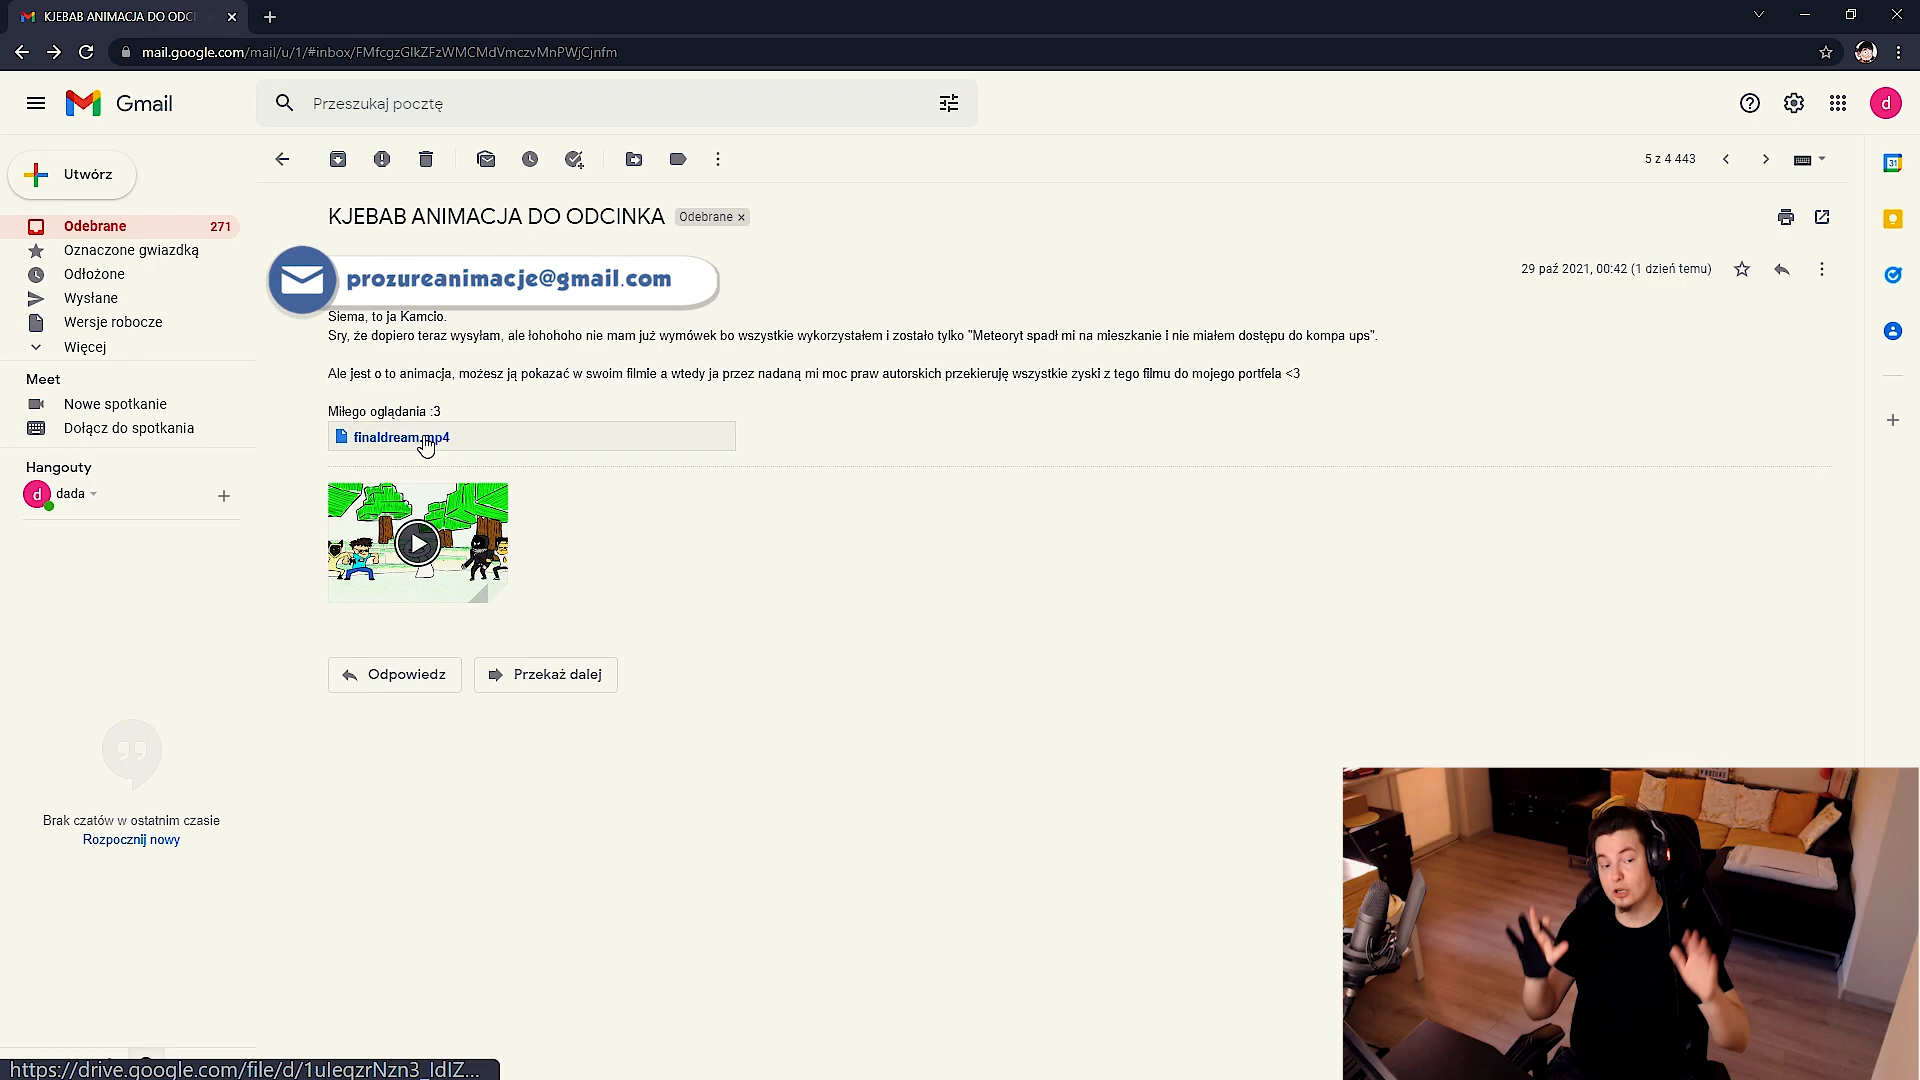 KJEBAB ANIMACJA DO ODC
mail.google.com/mail/u/1/#inbox/FMfcgzGlkZFzWMCMdVmczvMnPWjCjnfm
Gmail
Przeszukaj pocztę
d
Utwórz
5 z 4 443
31
Odebrane 271
Oznaczone gwiazdką
Odłożone
Wysłane
Wersje robocze
Więcej
Meet
Nowe spotkanie
Dołącz do spotkania
Hangouty
d dada
Brak czatów w ostatnim czasie
Rozpocznij nowy
KJEBAB ANIMACJA DO ODCINKA Odebrane x
prozureanimacje@gmail.com
29 paź 2021, 00:42 (1 dzień temu)
Siema, to ja Kamcio.
Sry, że dopiero teraz wysyłam, ale łohohoho nie mam już wymówek bo wszystkie wykorzystałem i zostało tylko "Meteoryt spadł mi na mieszkanie i nie miałem dostępu do kompa ups".
Ale jest o to animacja, możesz ją pokazać w swoim filmie a wtedy ja przez nadaną mi moc praw autorskich przekieruję wszystkie zyski z tego filmu do mojego portfela <3
Miłego oglądania :3
finaldream.mp4
Odpowiedz
Przekaż dalej
https://drive.google.com/file/d/1uleqzrNzn3_IdIZ...